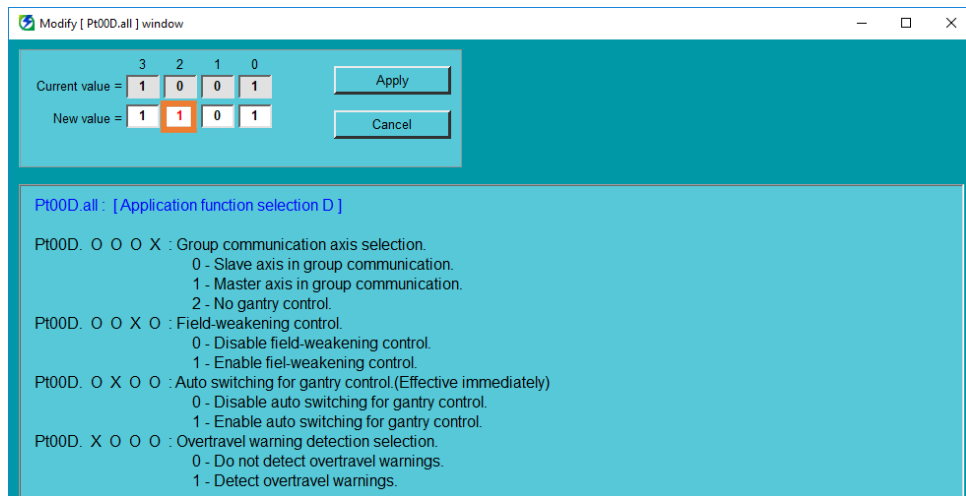 Modify [ Pt00D.all ] window
3 2 1 0
Current value = 1 0 0 1
Apply
New value = 1 1 0 1
Cancel
Pt00D.all : [ Application function selection D ]
Pt00D. O O O X : Group communication axis selection.
0 - Slave axis in group communication.
1 - Master axis in group communication.
2 - No gantry control.
Pt00D. O O X O : Field-weakening control.
0 - Disable field-weakening control.
1 - Enable fiel-weakening control.
Pt00D. O X O O : Auto switching for gantry control.(Effective immediately)
0 - Disable auto switching for gantry control.
1 - Enable auto switching for gantry control.
Pt00D. X O O O : Overtravel warning detection selection.
0 - Do not detect overtravel warnings.
1 - Detect overtravel warnings.